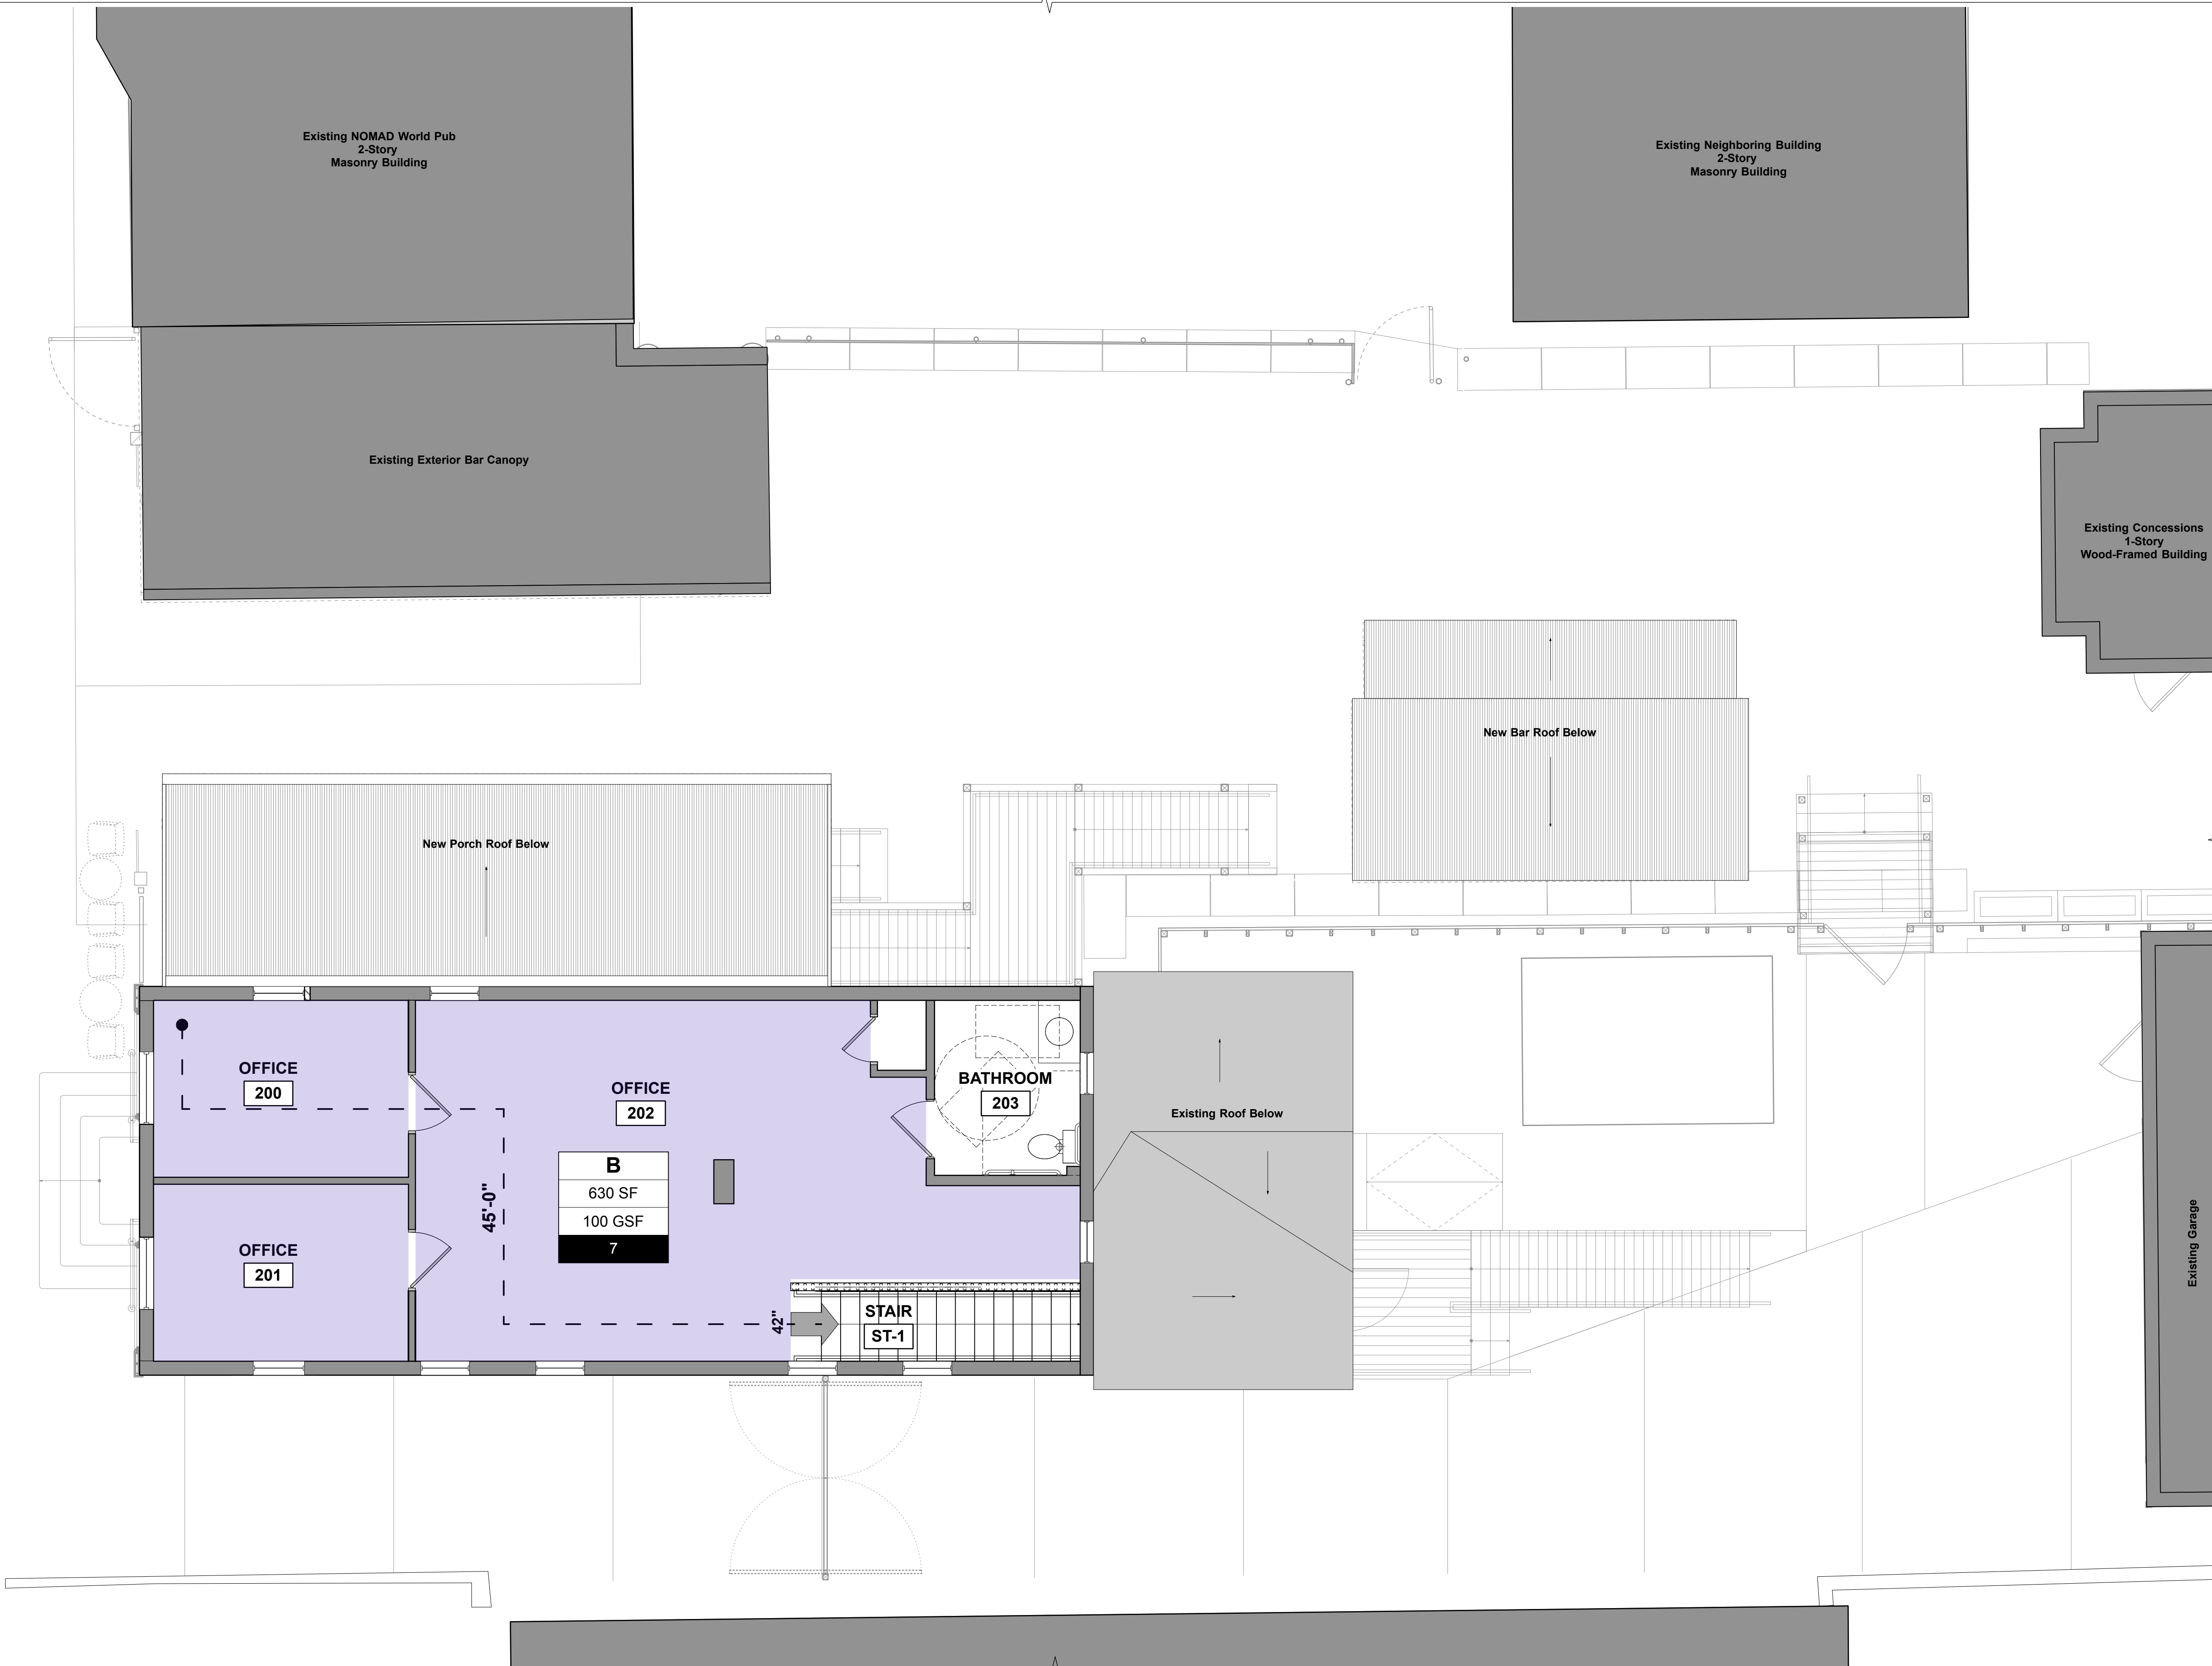 Existing NOMAD World Pub
2-Story
Masonry Building
Existing Neighboring Building
2-Story
Masonry Building
Existing Exterior Bar Canopy
Existing Concessions
1-Story
Wood-Framed Building
New Bar Roof Below
New Porch Roof Below
OFFICE
200
OFFICE
202
BATHROOM
203
Existing Roof Below
B
630 SF
100 GSF
7
45'-0"
OFFICE
201
42"
STAIR
ST-1
Existing Garage